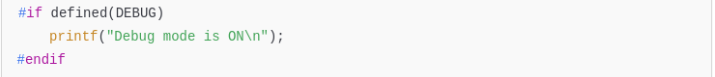 #if defined(DEBUG)
    printf("Debug mode is ON\n");
#endif